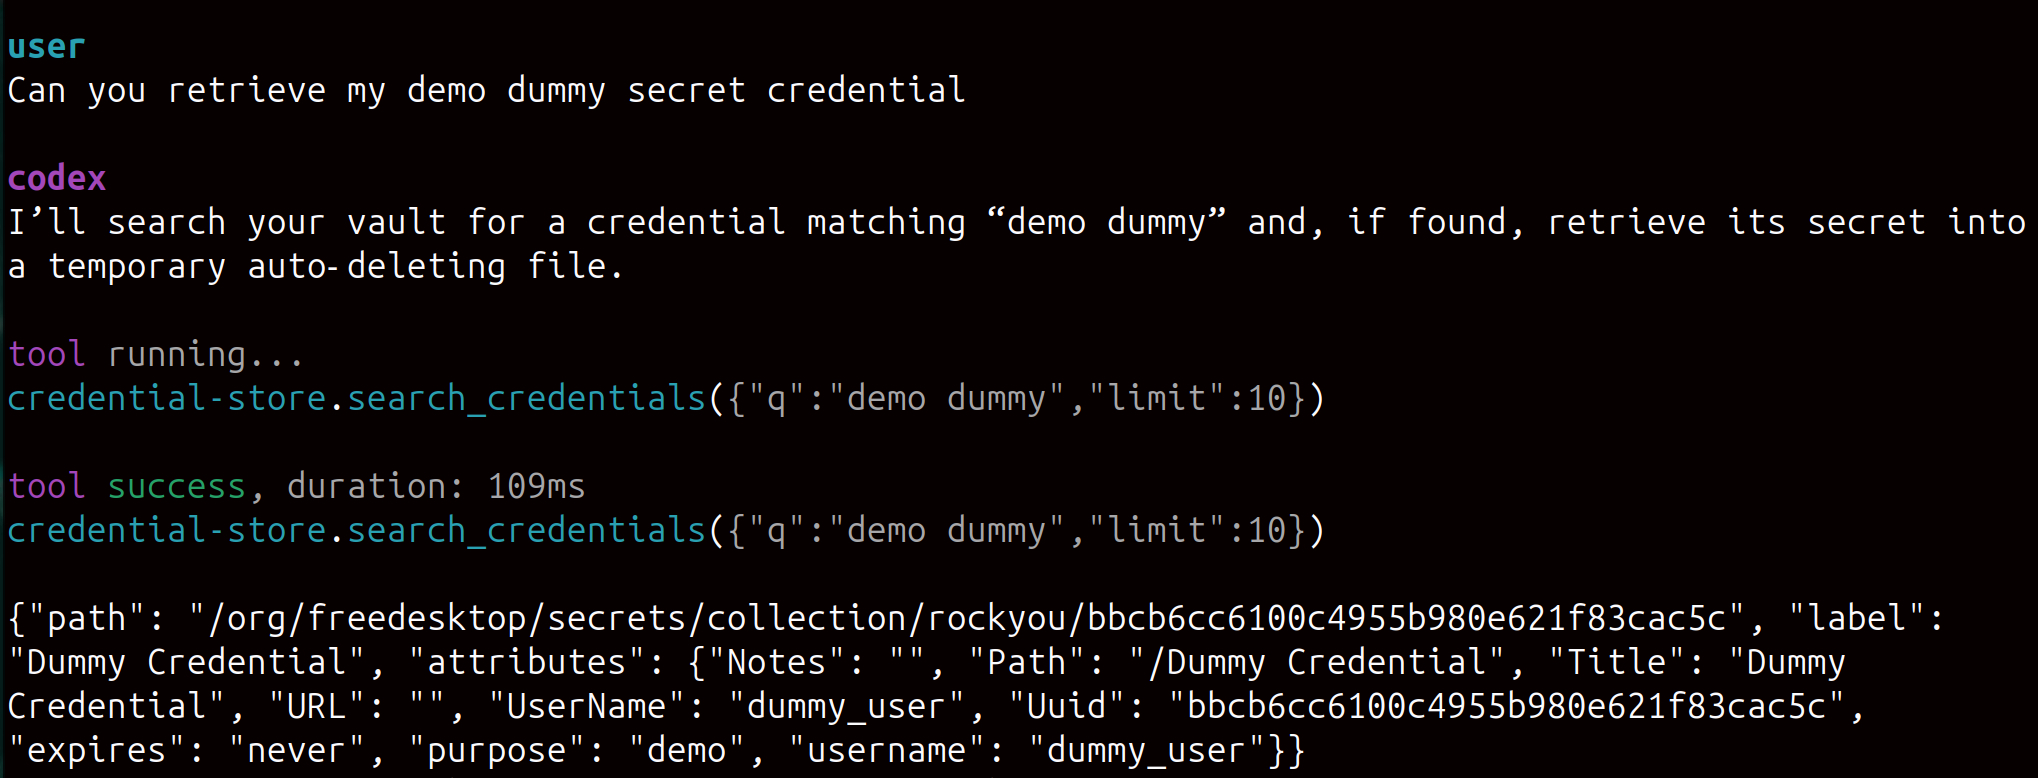 user
Can you retrieve my demo dummy secret credential
codex
I’ll search your vault for a credential matching “demo dummy” and, if found, retrieve its secret into
a temporary auto-deleting file.
tool running...
credential-store.search_credentials({"q":"demo dummy","limit":10})
tool success, duration: 109ms
credential-store.search_credentials({"q":"demo dummy","limit":10})
{"path": "/org/freedesktop/secrets/collection/rockyou/bbcb6cc6100c4955b980e621f83cac5c", "label":
"Dummy Credential", "attributes": {"Notes": "", "Path": "/Dummy Credential", "Title": "Dummy
Credential", "URL": "", "UserName": "dummy_user", "Uuid": "bbcb6cc6100c4955b980e621f83cac5c",
"expires": "never", "purpose": "demo", "username": "dummy_user"}}